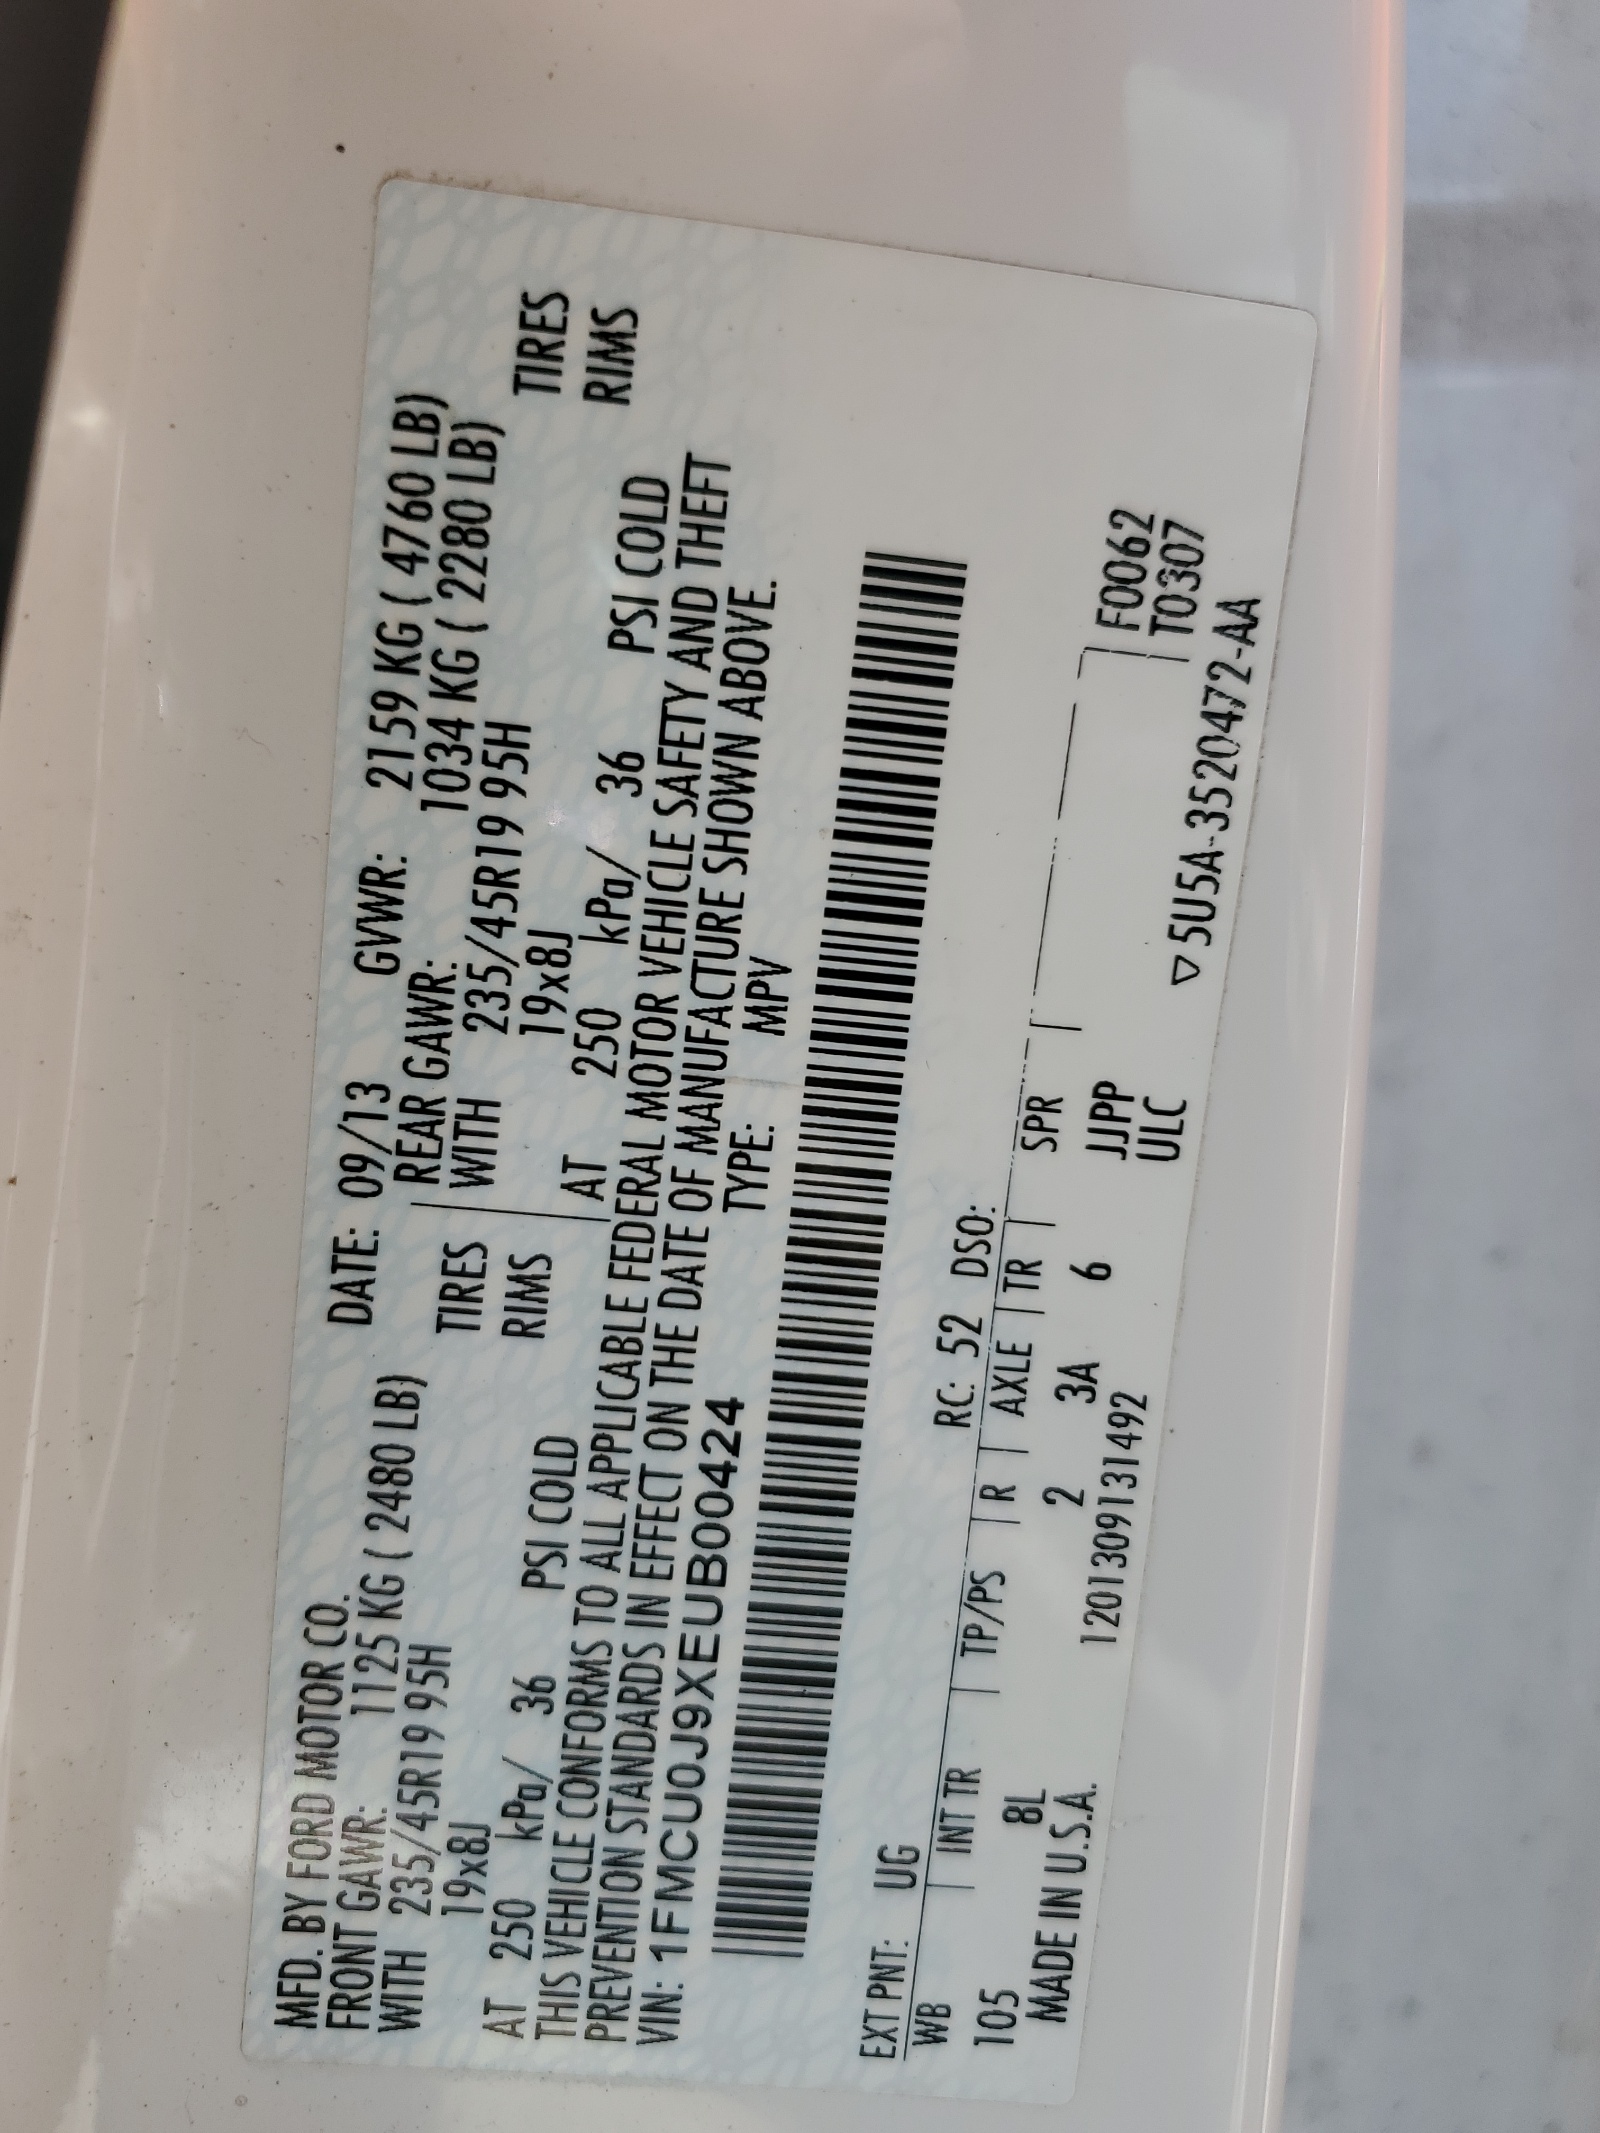 MFD. BY FORD MOTOR CO. DATE: 09/13 GVWR: 2159 KG ( 4760 LB)
FRONT GAWR: 1125 KG ( 2480 LB) REAR GAWR: 1034 KG ( 2280 LB)
WITH 235/45R19 95H TIRES WITH 235/45R19 95H TIRES
19x8J RIMS 19x8J RIMS
AT 250 kPa/ 36 PSI COLD AT 250 kPa/ 36 PSI COLD
THIS VEHICLE CONFORMS TO ALL APPLICABLE FEDERAL MOTOR VEHICLE SAFETY AND THEFT
PREVENTION STANDARDS IN EFFECT ON THE DATE OF MANUFACTURE SHOWN ABOVE.
VIN: 1FMCU0J9XEUB00424 TYPE: MPV
EXT PNT: UG RC: 52 DSO:
WB INT TR TP/PS R AXLE TR SPR F0062
105 8L 2 3A 6 JJPP T0307
MADE IN U.S.A. 1201309131492 ULC
▽5U5A-3520472-AA